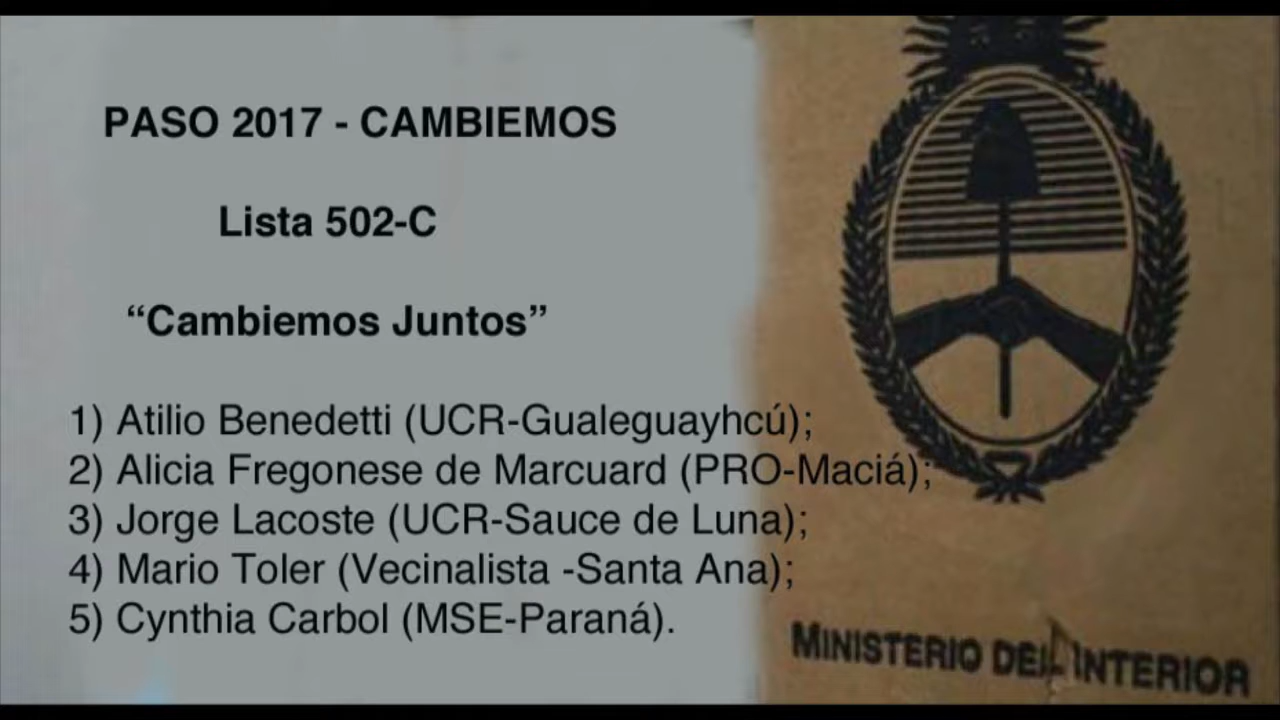 PASO 2017 - CAMBIEMOS
Lista 502-C
“Cambiemos Juntos”
1) Atilio Benedetti (UCR-Gualeguayhcú);
2) Alicia Fregonese de Marcuard (PRO-Maciá);
3) Jorge Lacoste (UCR-Sauce de Luna);
4) Mario Toler (Vecinalista -Santa Ana);
5) Cynthia Carbol (MSE-Paraná).
MINISTERIO DEL INTERIOR